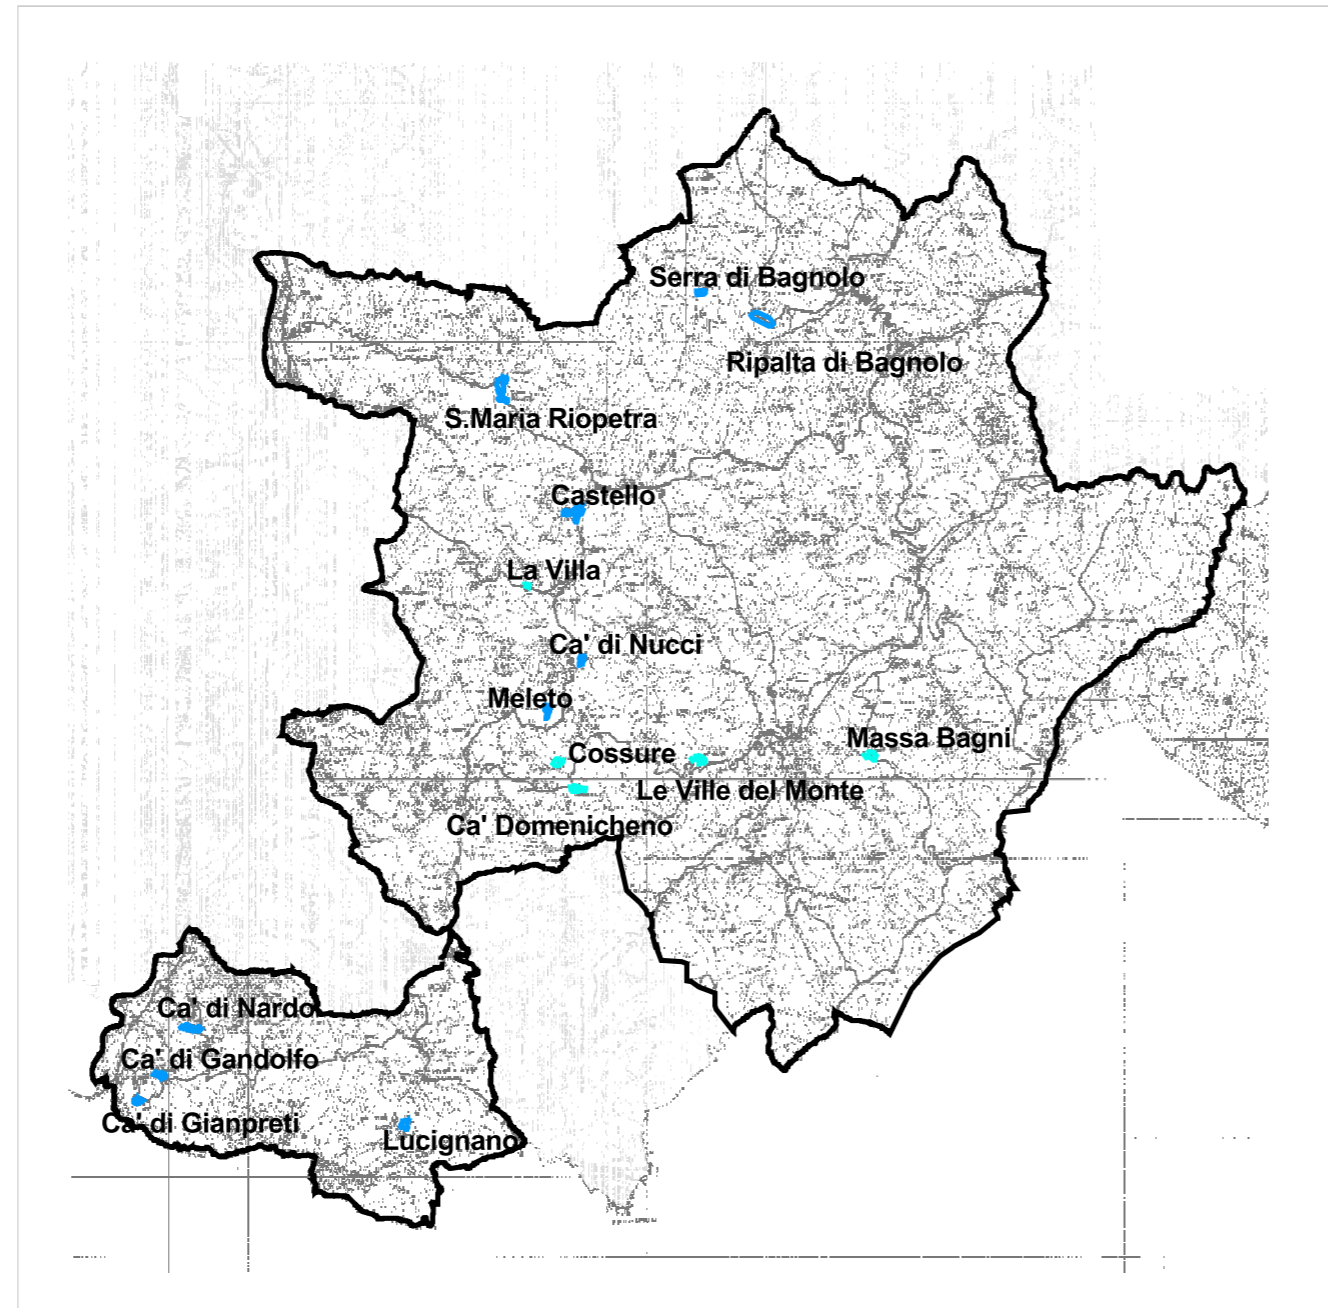 Serra di Bagnolo
Ripalta di Bagnolo
S.Maria Riopetra
Castello
La Villa
Ca' di Nucci
Meleto
Massa Bagni
Cossure
Le Ville del Monte
Ca' Domenicheno
Ca' di Nardo
Ca' di Gandolfo
Ca' di Gianpreti
Lucignano